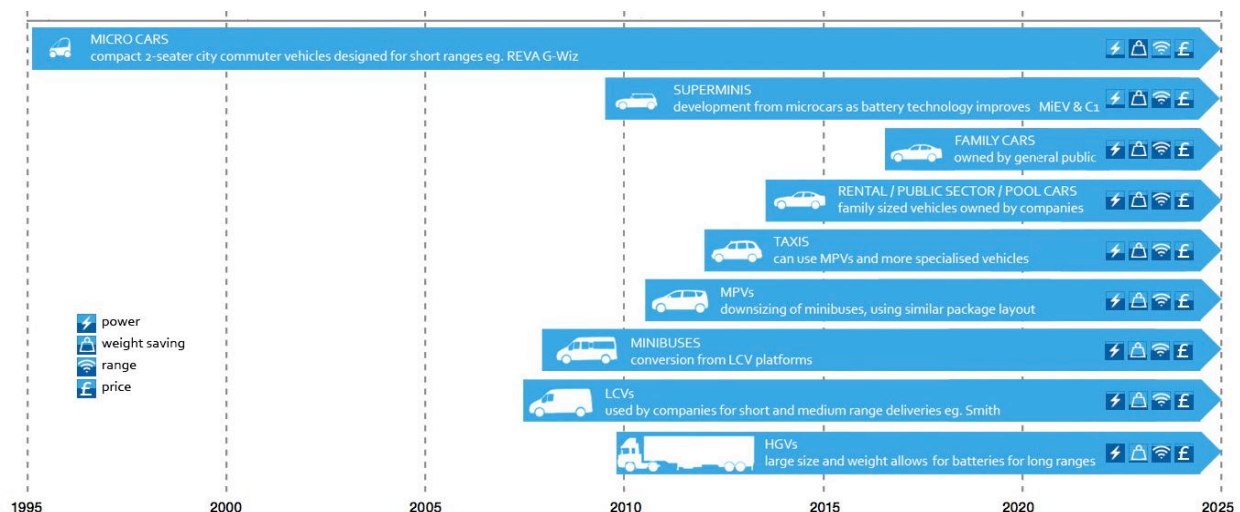 MICRO CARS
compact 2-seater city commuter vehicles designed for short ranges eg. REVA G-Wiz
£
SUPERMINIS
development from microcars as battery technology improves MiEV & C1
£
FAMILY CARS
owned by general public
£
RENTAL / PUBLIC SECTOR / POOL CARS
family sized vehicles owned by companies
£
TAXIS
can use MPVs and more specialised vehicles
£
MPVs
downsizing of minibuses, using similar package layout
£
MINIBUSES
conversion from LCV platforms
£
LCVs
used by companies for short and medium range deliveries eg. Smith
£
HGVs
large size and weight allows for batteries for long ranges
£
power
weight saving
range
£ price
1995 2000 2005 2010 2015 2020 2025